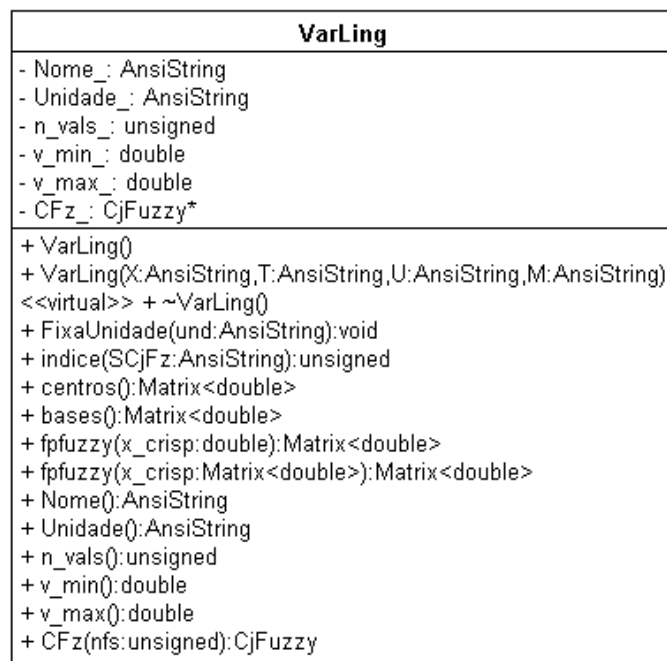 VarLing
- Nome_: AnsiString
- Unidade_: AnsiString
- n_vals_: unsigned
- v_min_: double
- v_max_: double
- CFz_: CjFuzzy*
+ VarLing()
+ VarLing(X:AnsiString,T:AnsiString,U:AnsiString,M:AnsiString)
<<virtual>> + ~VarLing()
+ FixaUnidade(und:AnsiString):void
+ indice(SCjFz:AnsiString):unsigned
+ centros():Matrix<double>
+ bases():Matrix<double>
+ fpfuzzy(x_crisp:double):Matrix<double>
+ fpfuzzy(x_crisp:Matrix<double>):Matrix<double>
+ Nome():AnsiString
+ Unidade():AnsiString
+ n_vals():unsigned
+ v_min():double
+ v_max():double
+ CFz(nfs:unsigned):CjFuzzy